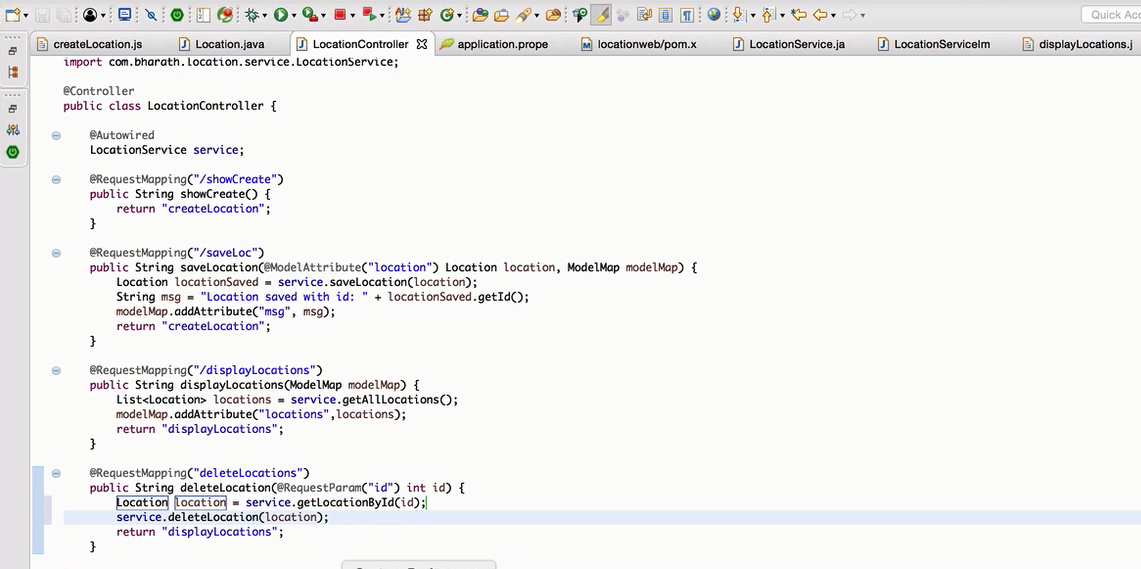 Quick Acc
createLocation.js
Location.java
LocationController
application.prope
locationweb/pom.x
LocationService.ja
LocationServiceIm
displayLocations.j
import com.bharath.location.service.LocationService;
@Controller
public class LocationController {
@Autowired
LocationService service;
@RequestMapping("/showCreate")
public String showCreate() {
return "createLocation";
}
@RequestMapping("/saveLoc")
public String saveLocation(@ModelAttribute("location") Location location, ModelMap modelMap) {
Location locationSaved = service.saveLocation(location);
String msg = "Location saved with id: " + locationSaved.getId();
modelMap.addAttribute("msg", msg);
return "createLocation";
}
@RequestMapping("/displayLocations")
public String displayLocations(ModelMap modelMap) {
List<Location> locations = service.getAllLocations();
modelMap.addAttribute("locations",locations);
return "displayLocations";
}
@RequestMapping("deleteLocations")
public String deleteLocation(@RequestParam("id") int id) {
Location location = service.getLocationById(id);
service.deleteLocation(location);
return "displayLocations";
}